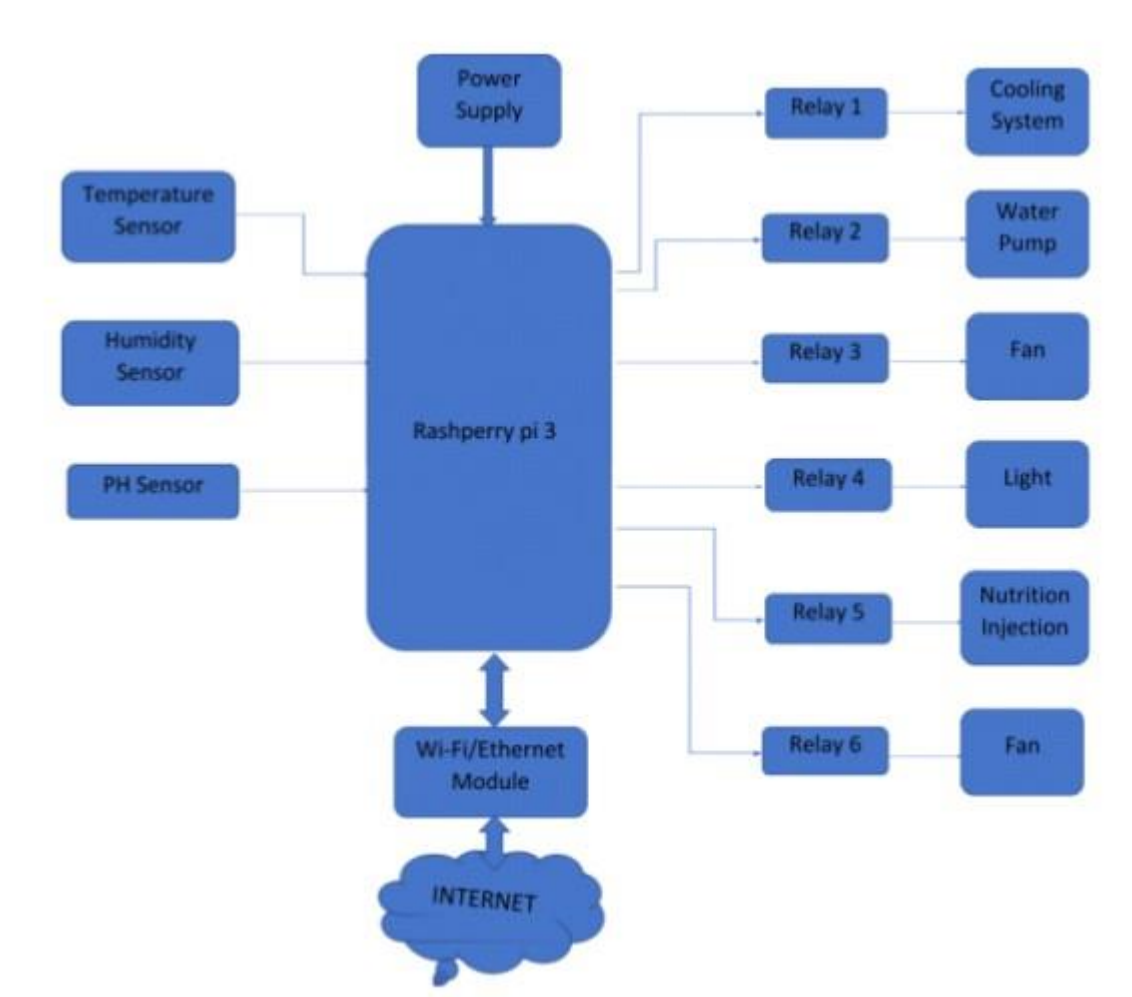 Power
Supply
Relay 1
Cooling
System
Temperature
Sensor
Relay 2
Water
Pump
Humidity
Sensor
Relay 3
Fan
Rashperry pi 3
PH Sensor
Relay 4
Light
Relay 5
Nutrition
Injection
Wi-Fi/Ethernet
Module
Relay 6
Fan
INTERNET